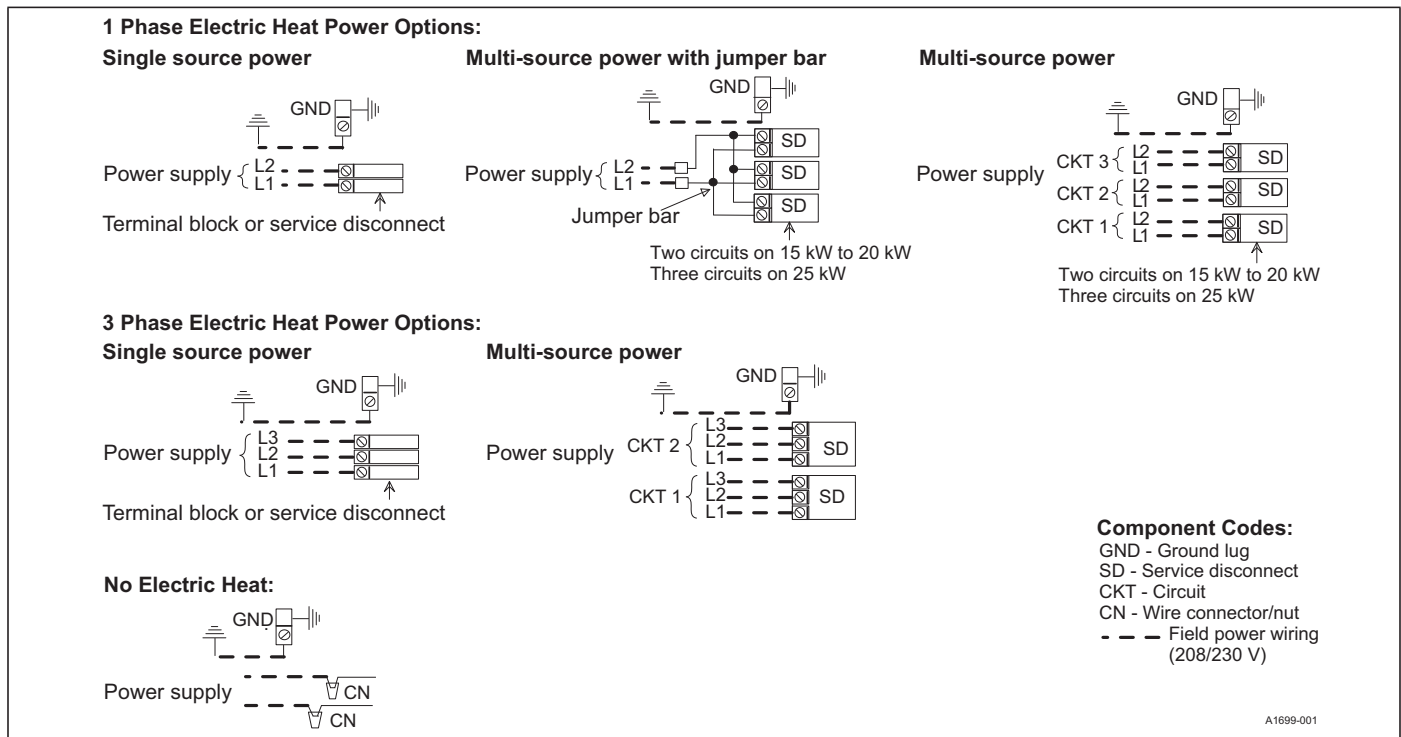 1 Phase Electric Heat Power Options:
Single source power
GND
Power supply
L2
L1
Terminal block or service disconnect
Multi-source power with jumper bar
GND
Power supply
L2
L1
SD
SD
SD
Jumper bar
Two circuits on 15 kW to 20 kW
Three circuits on 25 kW
Multi-source power
GND
Power supply
CKT 3
L2
L1
SD
CKT 2
L2
L1
SD
CKT 1
L2
L1
SD
Two circuits on 15 kW to 20 kW
Three circuits on 25 kW
3 Phase Electric Heat Power Options:
Single source power
GND
Power supply
L3
L2
L1
Terminal block or service disconnect
Multi-source power
GND
Power supply
CKT 2
L3
L2
L1
SD
CKT 1
L3
L2
L1
SD
No Electric Heat:
GND
Power supply
CN
CN
Component Codes:
GND - Ground lug
SD - Service disconnect
CKT - Circuit
CN - Wire connector/nut
Field power wiring
(208/230 V)
A1699-001